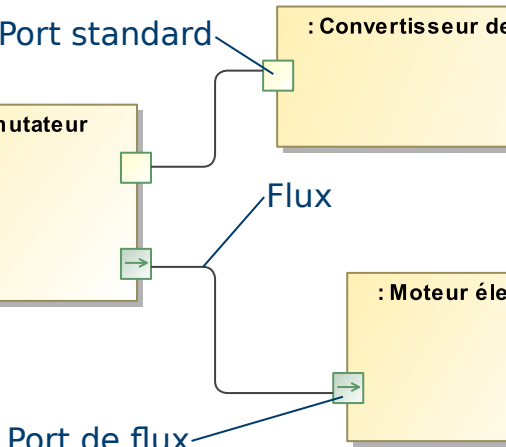 Port standard
: Convertisseur de
mutateur
Flux
: Moteur éle
Port de flux